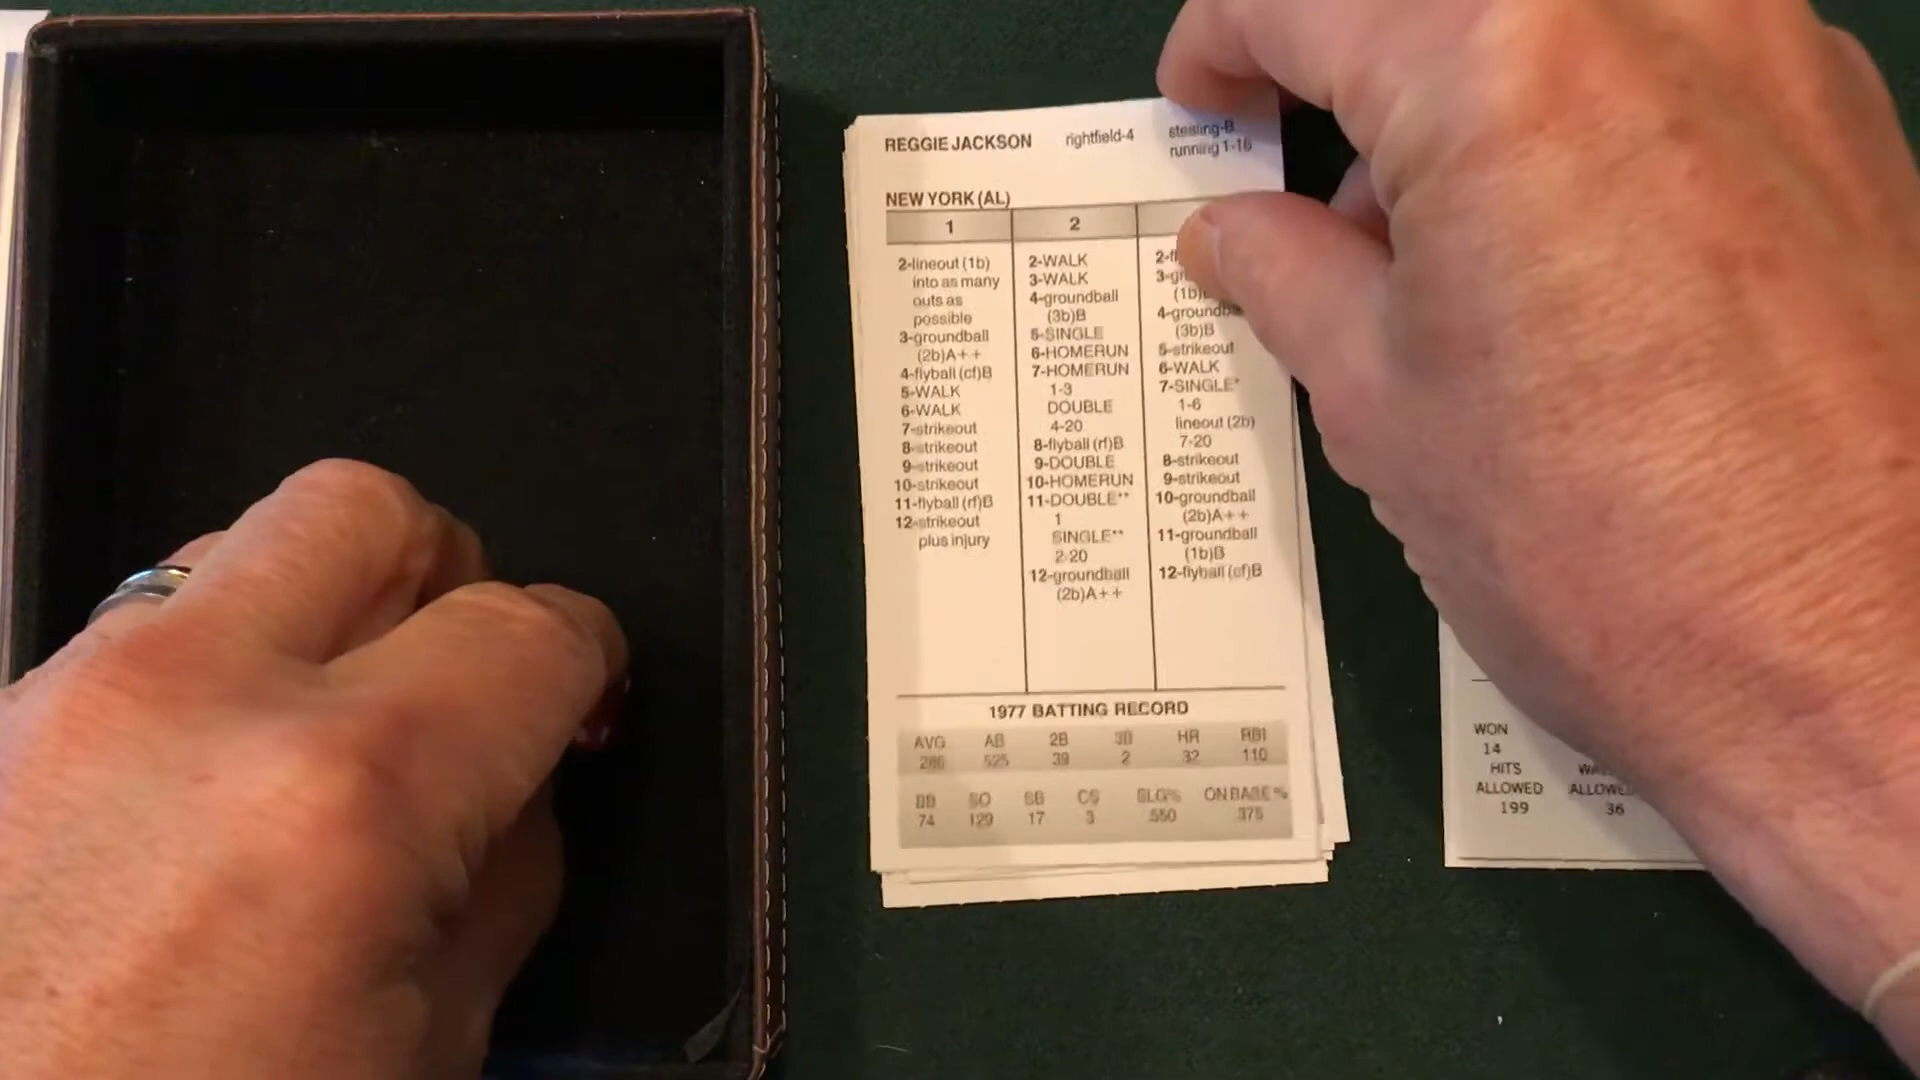 REGGIE JACKSON rightfield-4 stealing-B
running 1-16
NEW YORK (AL)
1 2
2-lineout (1b)
into as many
outs as
possible
3-groundball
(2b)A++
4-flyball (cf)B
5-WALK
6-WALK
7-strikeout
8-strikeout
9-strikeout
10-strikeout
11-flyball (rf)B
12-strikeout
plus injury
2-WALK
3-WALK
4-groundball
(3b)B
5-SINGLE
6-HOMERUN
7-HOMERUN
1-3
DOUBLE
4-20
8-flyball (rf)B
9-DOUBLE
10-HOMERUN
11-DOUBLE**
1
SINGLE**
2-20
12-groundball
(2b)A++
2-fl
3-gr
(1b)
4-groundba
(3b)B
5-strikeout
6-WALK
7-SINGLE*
1-6
lineout (2b)
7-20
8-strikeout
9-strikeout
10-groundball
(2b)A++
11-groundball
(1b)B
12-flyball (cf)B
1977 BATTING RECORD
AVG AB 2B 3B HR RBI
286 525 39 2 32 110
BB SO SB CS SLG% ON BASE %
74 129 17 3 .550 .375
WON
14
HITS
ALLOWED ALLOWED
199 36